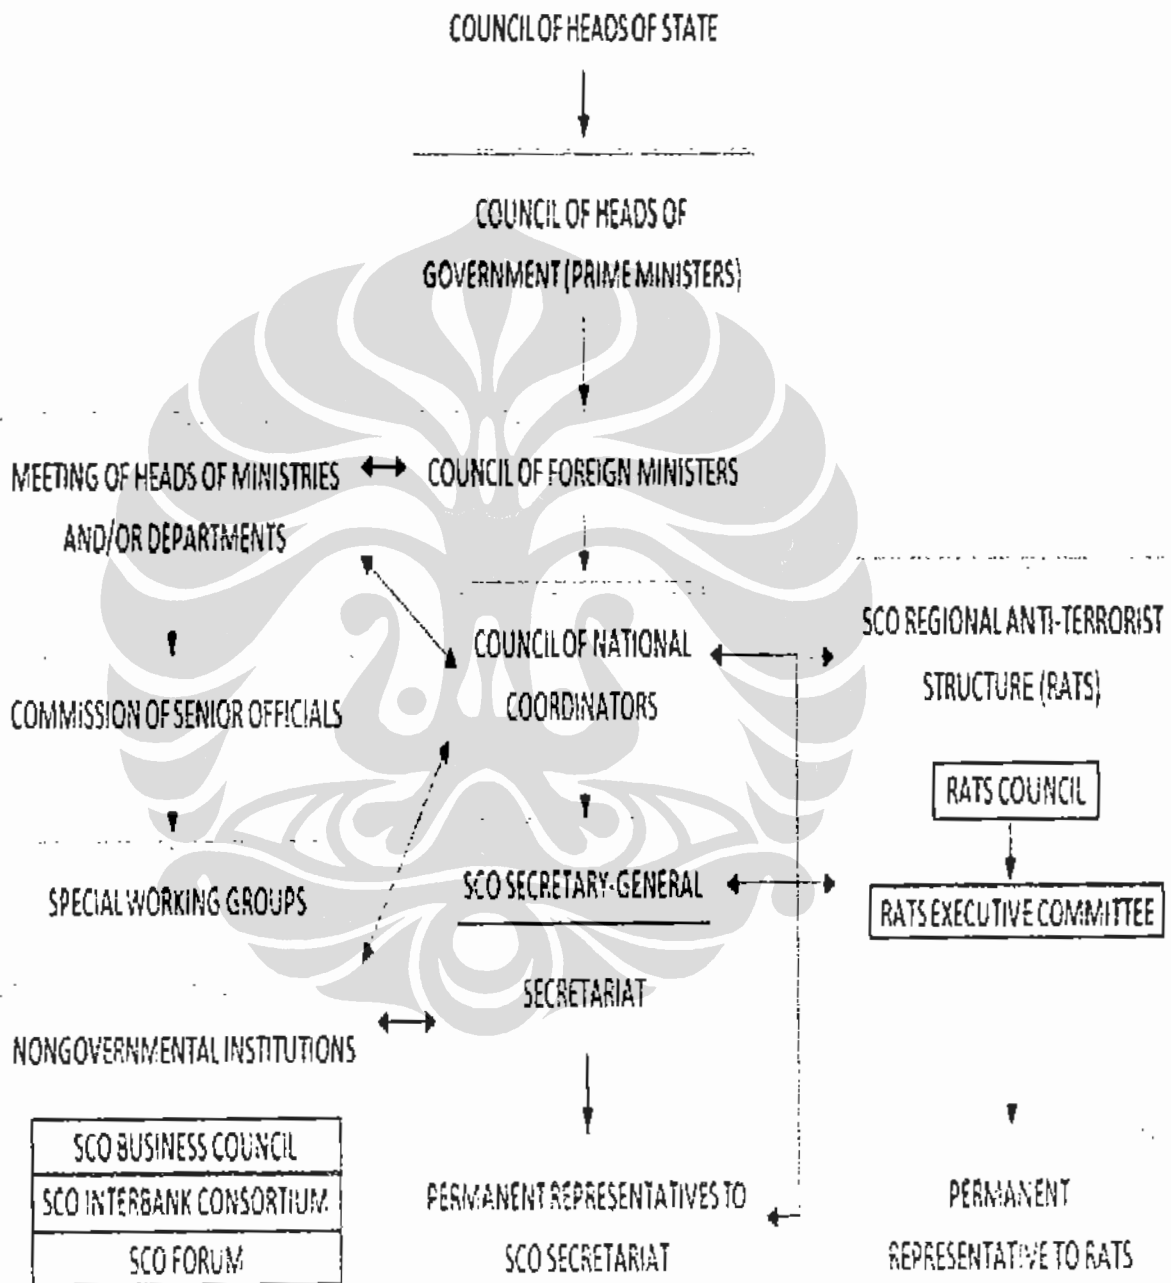 COUNCIL OF HEADS OF STATE
COUNCIL OF HEADS OF
GOVERNMENT (PRIME MINISTERS)
MEETING OF HEADS OF MINISTRIES
AND/OR DEPARTMENTS
COUNCIL OF FOREIGN MINISTERS
COUNCIL OF NATIONAL
COORDINATORS
SCO REGIONAL ANTI-TERRORIST
STRUCTURE (RATS)
COMMISSION OF SENIOR OFFICIALS
RATS COUNCIL
SPECIAL WORKING GROUPS
SCO SECRETARY-GENERAL
RATS EXECUTIVE COMMITTEE
SECRETARIAT
NONGOVERNMENTAL INSTITUTIONS
SCO BUSINESS COUNCIL
SCO INTERBANK CONSORTIUM
SCO FORUM
PERMANENT REPRESENTATIVES TO
SCO SECRETARIAT
PERMANENT
REPRESENTATIVE TO RATS